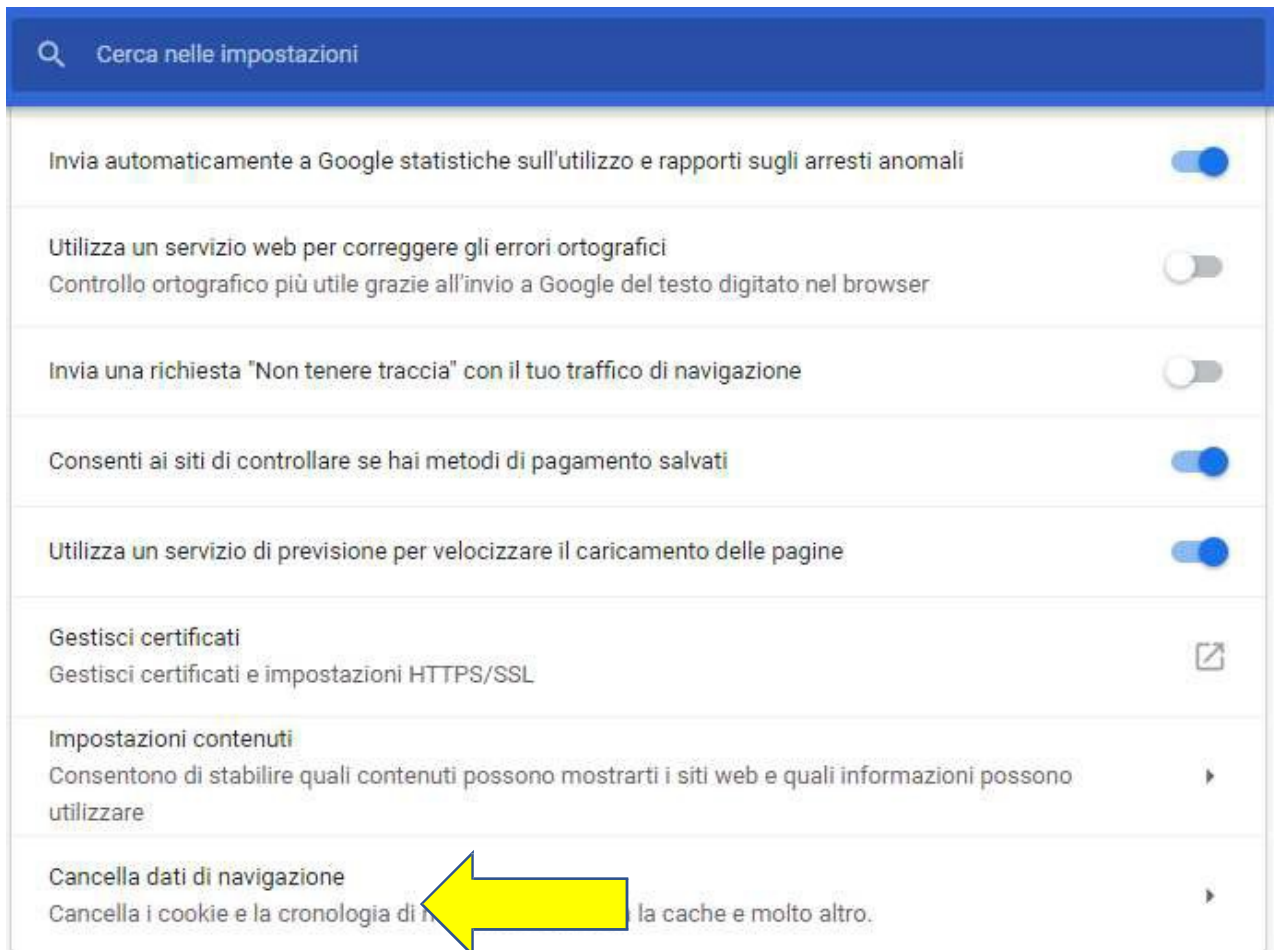 Cerca nelle impostazioni
Invia automaticamente a Google statistiche sull'utilizzo e rapporti sugli arresti anomali
Utilizza un servizio web per correggere gli errori ortografici
Controllo ortografico più utile grazie all'invio a Google del testo digitato nel browser
Invia una richiesta "Non tenere traccia" con il tuo traffico di navigazione
Consenti ai siti di controllare se hai metodi di pagamento salvati
Utilizza un servizio di previsione per velocizzare il caricamento delle pagine
Gestisci certificati
Gestisci certificati e impostazioni HTTPS/SSL
Impostazioni contenuti
Consentono di stabilire quali contenuti possono mostrarti i siti web e quali informazioni possono
utilizzare
Cancella dati di navigazione
Cancella i cookie e la cronologia di la cache e molto altro.